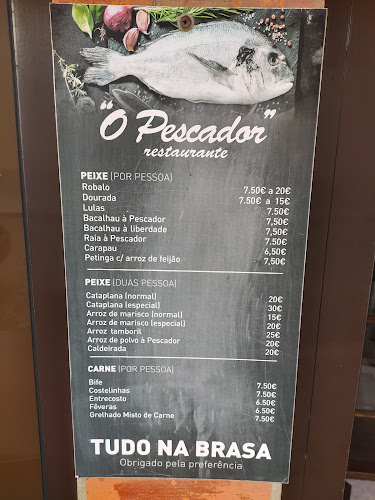 "O Pescador"
restaurante
PEIXE (POR PESSOA)
Robalo 7.50€ a 20€
Dourada 7.50€ a 15€
Lulas 7.50€
Bacalhau à Pescador 7,50€
Bacalhau à liberdade 7.50€
Raia à Pescador 7.50€
Carapau 6,50€
Petinga c/ arroz de feijão 7,50€
PEIXE (DUAS PESSOA)
Cataplana (normal) 20€
Cataplana (especial) 30€
Arroz de marisco (normal) 15€
Arroz de marisco (especial) 20€
Arroz tamboril 25€
Arroz de polvo à Pescador 20€
Caldeirada 20€
CARNE (POR PESSOA)
Bife 7.50€
Costelinhas 7.50€
Entrecosto 6.50€
Fêveras 6.50€
Grelhado Misto de Carne 7.50€
TUDO NA BRASA
Obrigado pela preferência